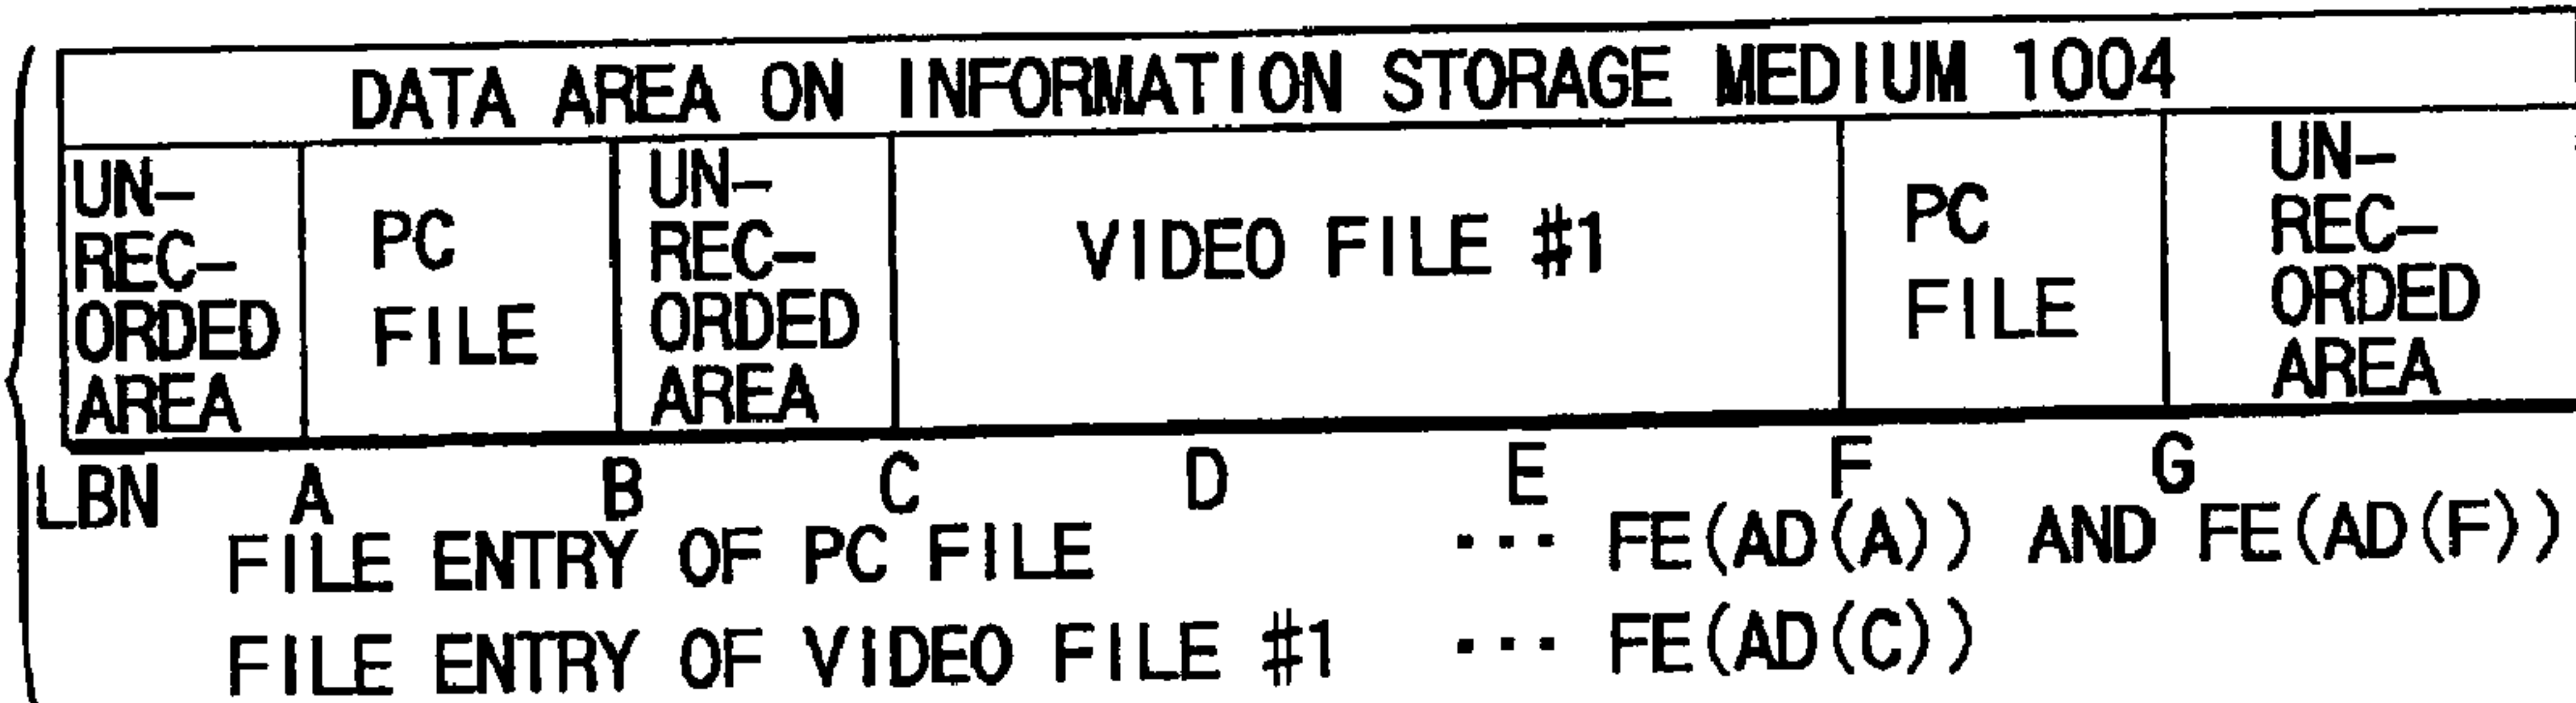 DATA AREA ON INFORMATION STORAGE MEDIUM 1004
UN-
REC-
ORDED
AREA
PC
FILE
UN-
REC-
ORDED
AREA
VIDEO FILE #1
PC
FILE
UN-
REC-
ORDED
AREA
LBN A B C D E F G
FILE ENTRY OF PC FILE ... FE(AD(A)) AND FE(AD(F))
FILE ENTRY OF VIDEO FILE #1 ... FE(AD(C))